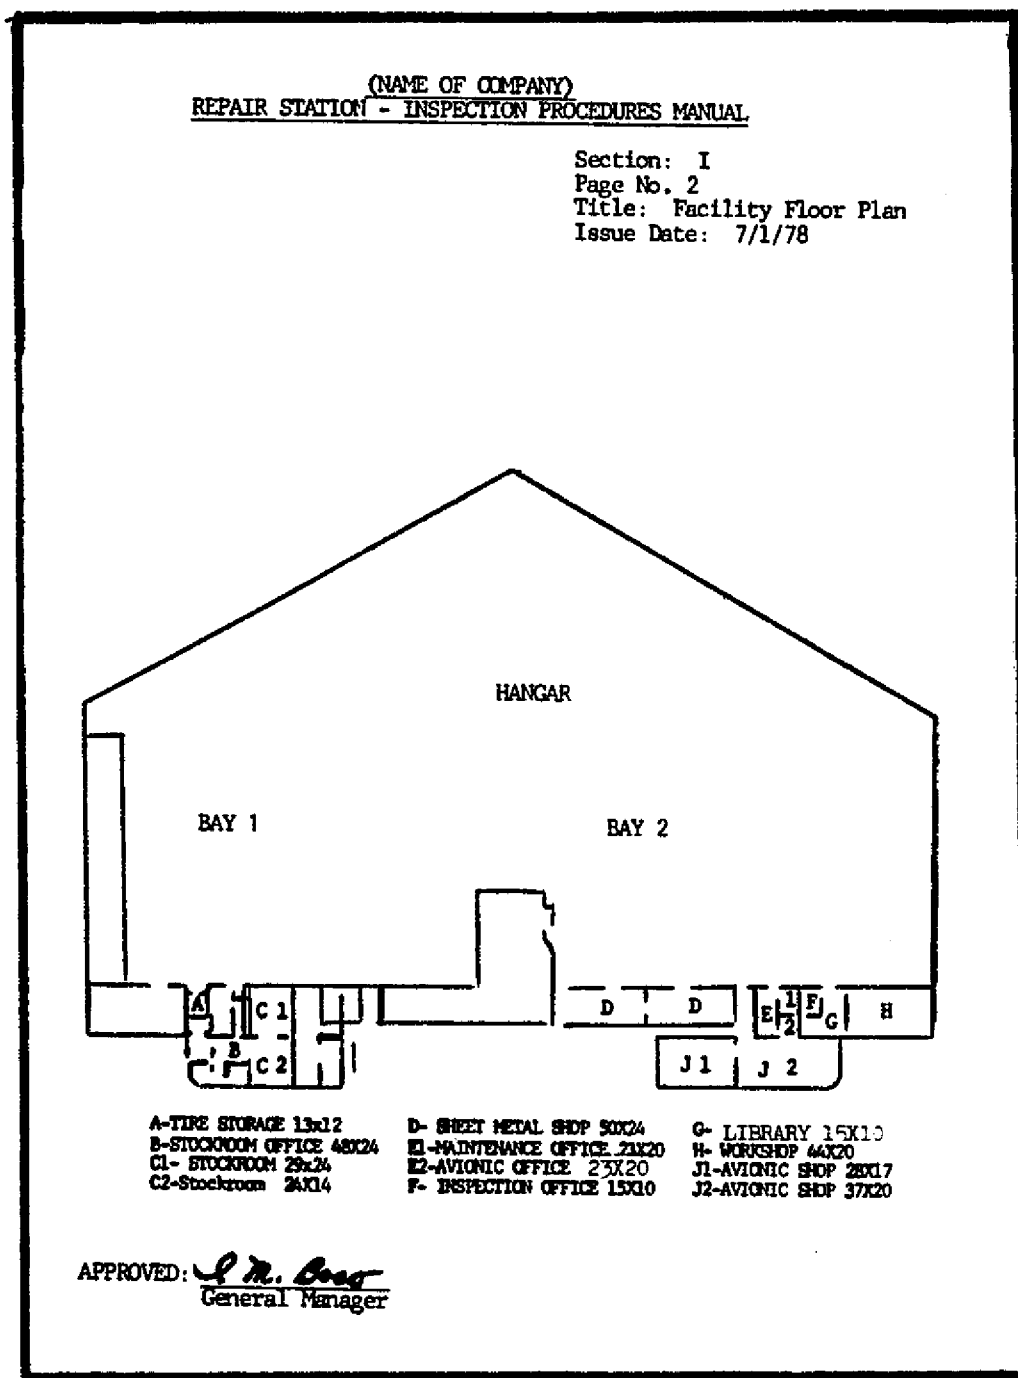 (NAME OF COMPANY)
REPAIR STATION - INSPECTION PROCEDURES MANUAL
Section: I
Page No. 2
Title: Facility Floor Plan
Issue Date: 7/1/78
HANGAR
BAY 1
BAY 2
A
C 1
B
F
C 2
D
D
E
1
2
F
G
H
J 1
J 2
A-TIRE STORAGE 13x12
B-STOCKROOM OFFICE 48X24
C1- STOCKROOM 29x24
C2-Stockroom 24X14
D- SHEET METAL SHOP 50X24
E1-MAINTENANCE OFFICE 21X20
E2-AVIONIC OFFICE 23X20
F- INSPECTION OFFICE 15X10
G- LIBRARY 15X10
H- WORKSHOP 44X20
J1-AVIONIC SHOP 28X17
J2-AVIONIC SHOP 37X20
APPROVED: I M. Boss
General Manager